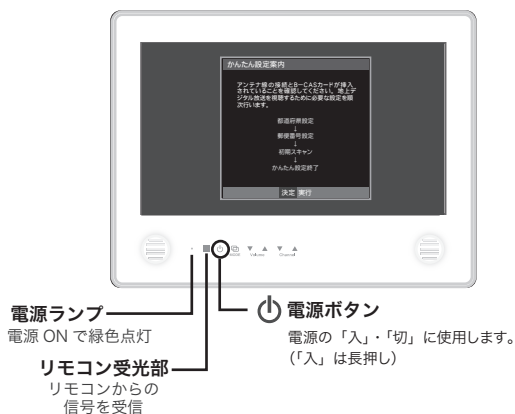 かんたん設定案内
アンテナ線の接続とB−CASカードが挿入
されていることを確認してください。地上デ
ジタル放送を視聴するために必要な設定を順
次行います。
都道府県設定
↓
郵便番号設定
↓
初期スキャン
↓
かんたん設定終了
決定 実行
Volume
Channel
電源ランプ
電源 ON で緑色点灯
リモコン受光部
リモコンからの
信号を受信
電源ボタン
電源の「入」・「切」に使用します。
(「入」は長押し)